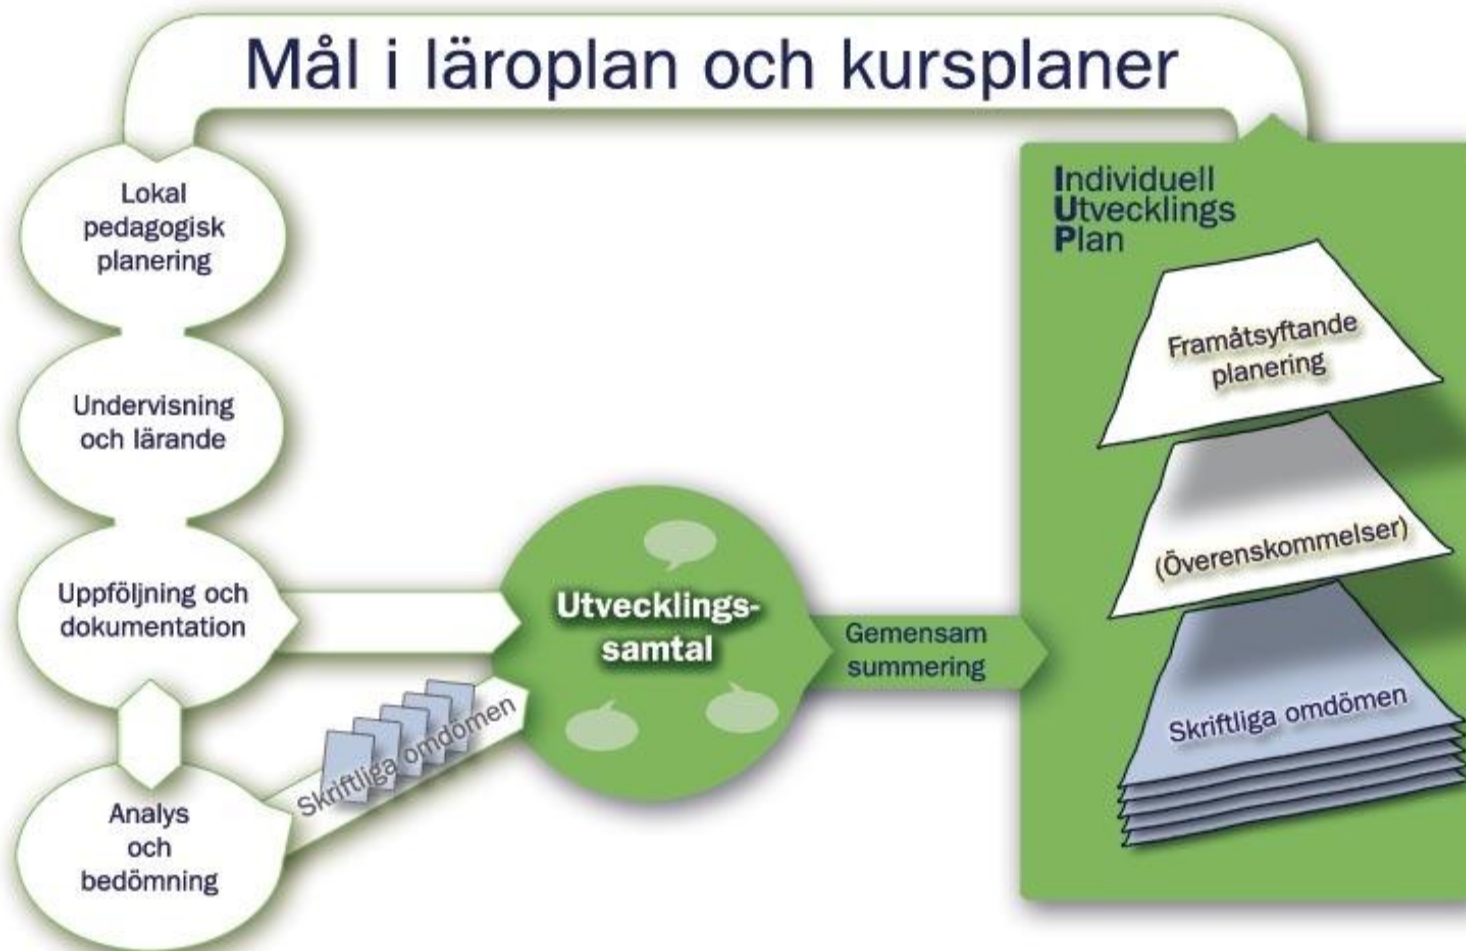 Mål i läroplan och kursplaner
Lokal
pedagogisk
planering
Undervisning
och lärande
Uppföljning och
dokumentation
Analys
och
bedömning
Skriftliga omdömen
Utvecklings-
samtal
Gemensam
summering
Individuell
Utvecklings
Plan
Framåtsyftande
planering
(Överenskommelser)
Skriftliga omdömen